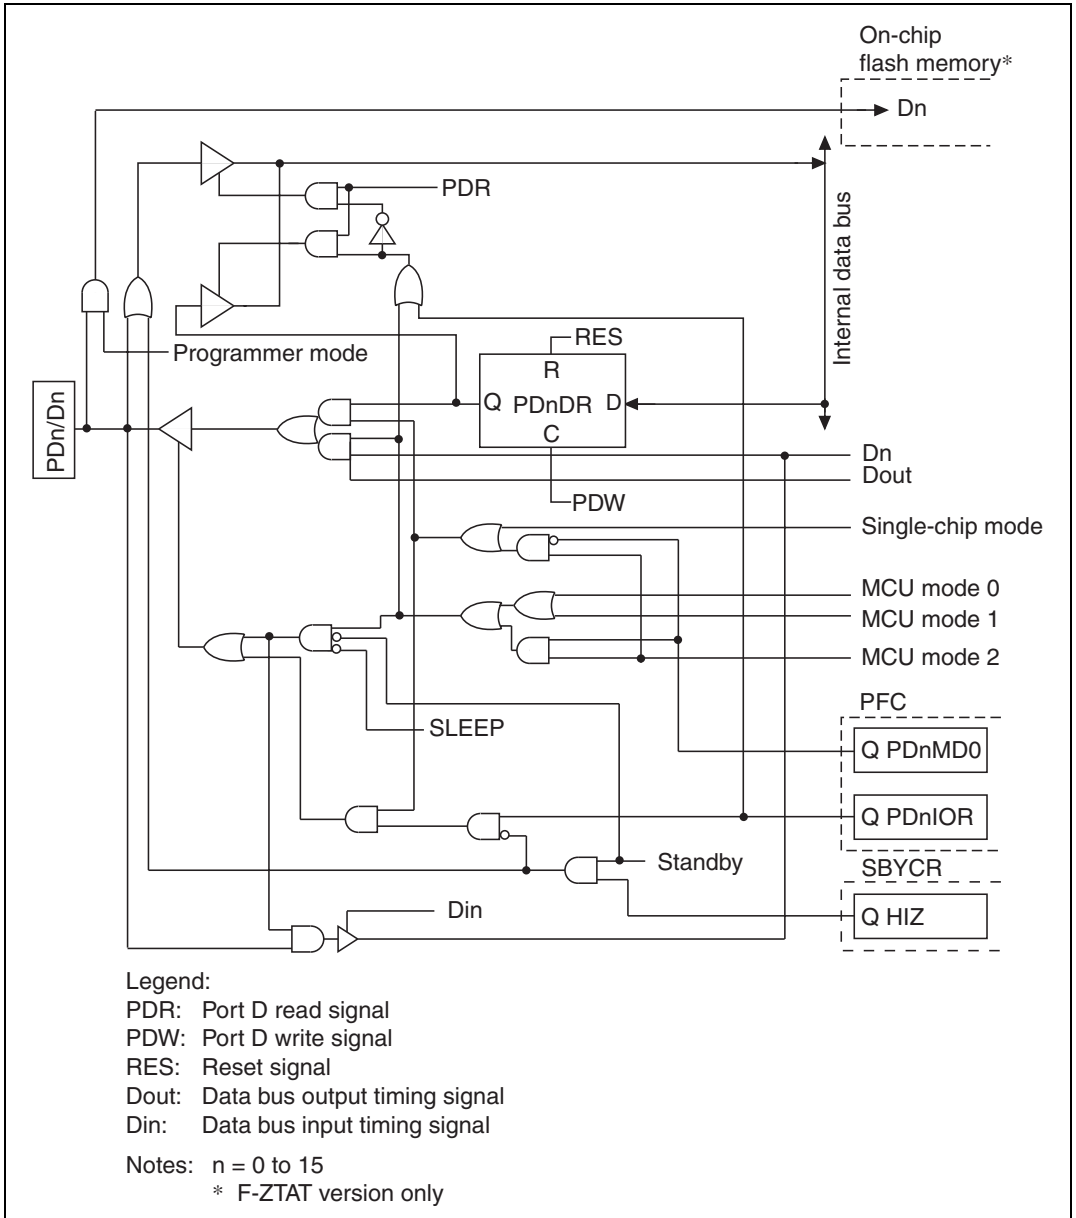 On-chip
flash memory*
Dn
PDR
Internal data bus
Programmer mode
RES
R
Q PDnDR D
C
PDn/Dn
Dn
Dout
PDW
Single-chip mode
MCU mode 0
MCU mode 1
MCU mode 2
PFC
SLEEP
Q PDnMD0
Q PDnIOR
Standby
SBYCR
Din
Q HIZ
Legend:
PDR: Port D read signal
PDW: Port D write signal
RES: Reset signal
Dout: Data bus output timing signal
Din: Data bus input timing signal
Notes: n = 0 to 15
* F-ZTAT version only